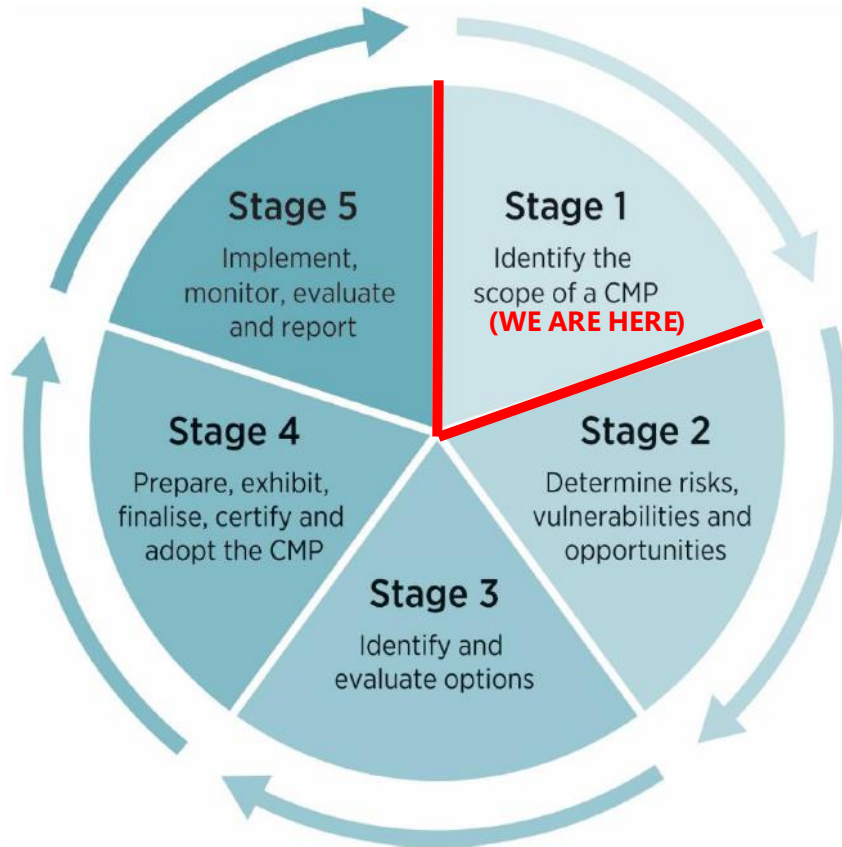 Stage 1
Identify the
scope of a CMP
(WE ARE HERE)
Stage 2
Determine risks,
vulnerabilities and
opportunities
Stage 3
Identify and
evaluate options
Stage 4
Prepare, exhibit,
finalise, certify and
adopt the CMP
Stage 5
Implement,
monitor, evaluate
and report